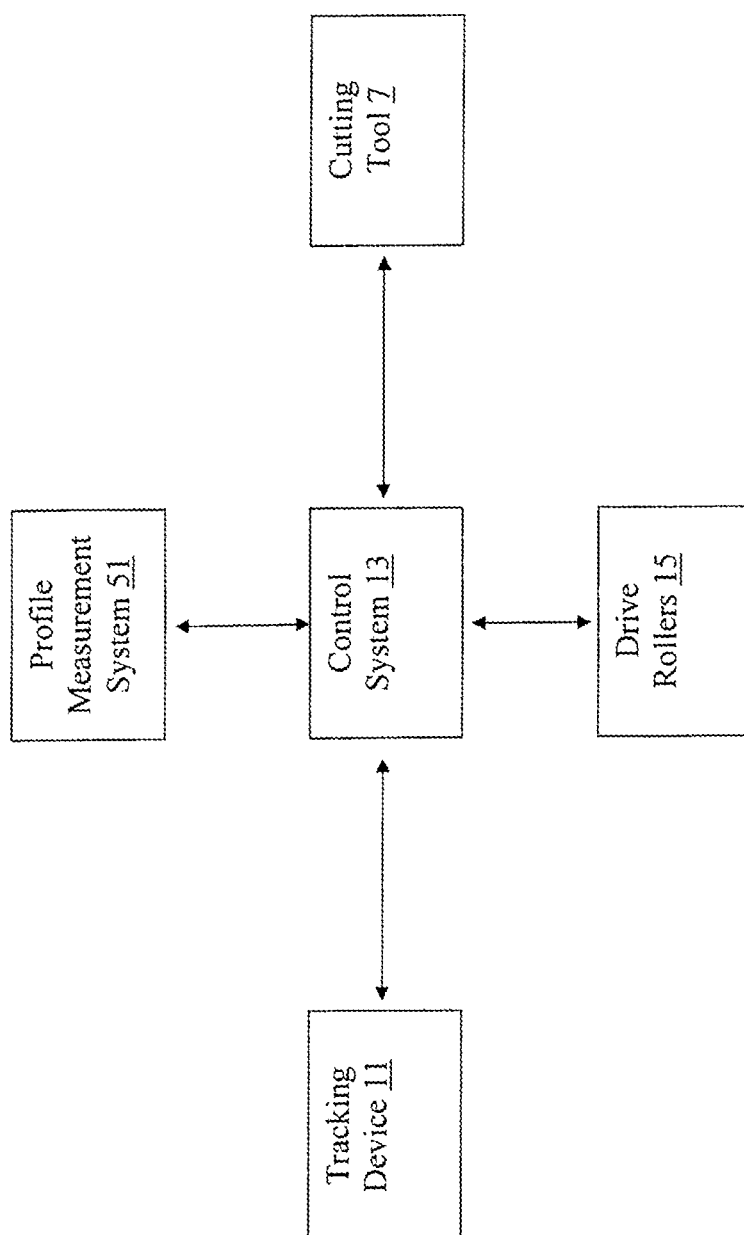 Profile
Measurement
System 51
Tracking
Device 11
Control
System 13
Cutting
Tool 7
Drive
Rollers 15